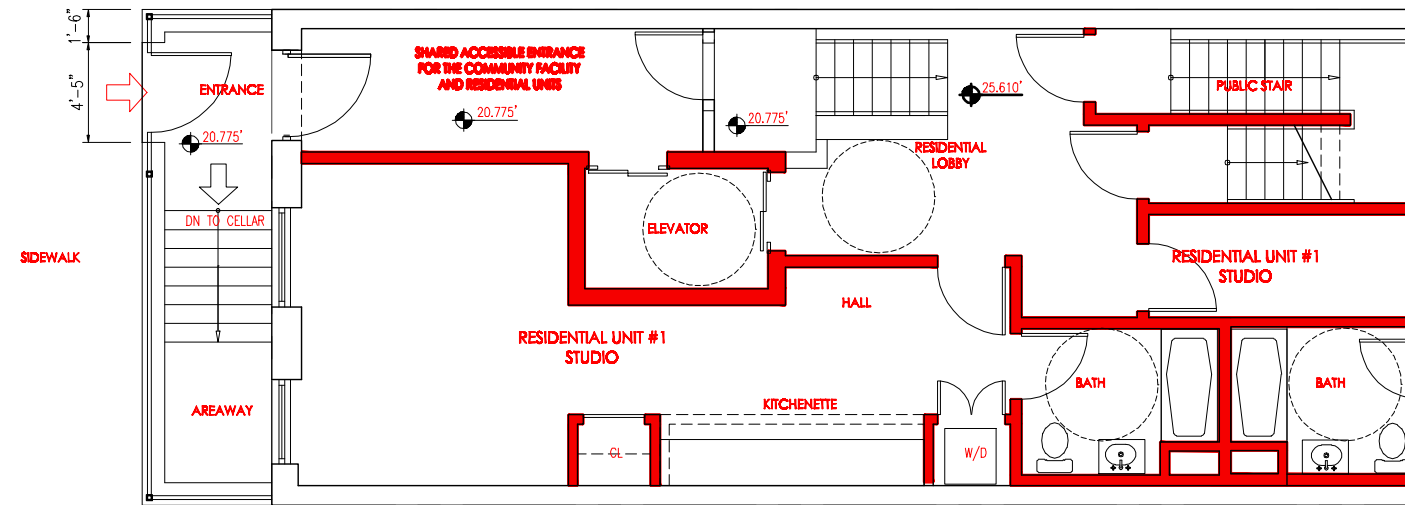 1'-6"
4'-5"
ENTRANCE
20.775'
SHARED ACCESSIBLE ENTRANCE
FOR THE COMMUNITY FACILITY
AND RESIDENTIAL UNITS
20.775'
20.775'
25.610'
PUBLIC STAIR
RESIDENTIAL
LOBBY
DN TO CELLAR
ELEVATOR
SIDEWALK
RESIDENTIAL UNIT #1
STUDIO
HALL
RESIDENTIAL UNIT #1
STUDIO
AREAWAY
KITCHENETTE
BATH
BATH
CL
W/D